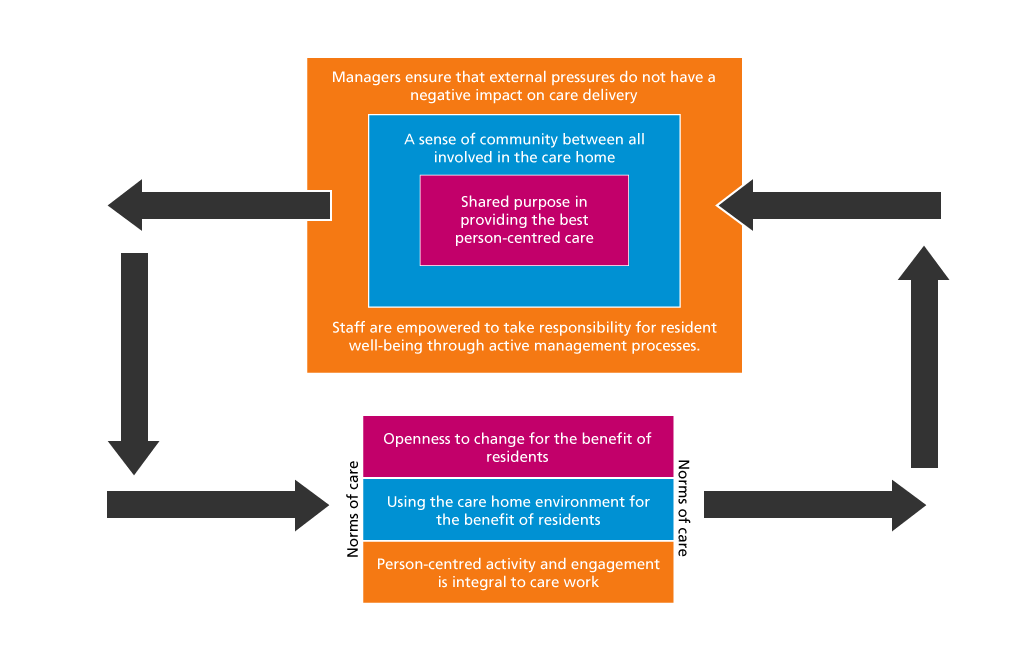 Managers ensure that external pressures do not have a
negative impact on care delivery
A sense of community between all
involved in the care home
Shared purpose in
providing the best
person-centred care
Staff are empowered to take responsibility for resident
well-being through active management processes.
Norms of care
Openness to change for the benefit of
residents
Using the care home environment for
the benefit of residents
Person-centred activity and engagement
is integral to care work
Norms of care